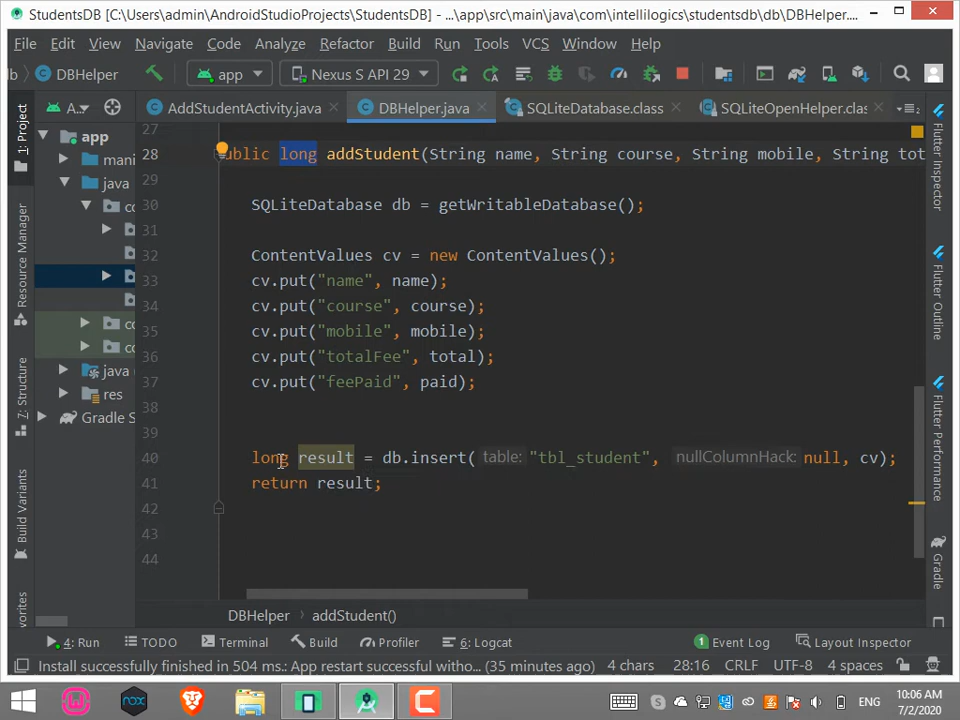 StudentsDB [C:\Users\admin\AndroidStudioProjects\StudentsDB] - ...\app\src\main\java\com\intellilogics\studentsdb\db\DBHelper....
File Edit View Navigate Code Analyze Refactor Build Run Tools VCS Window Help
db DBHelper app Nexus S API 29
A.. AddStudentActivity.java DBHelper.java SQLiteDatabase.class SQLiteOpenHelper.clas
1: Project
Resource Manager
Z: Structure
Build Variants
vorites
app
mani
java
co
co
co
java (
res
Gradle S
27
28 ublic long addStudent(String name, String course, String mobile, String tot
29
30 SQLiteDatabase db = getWritableDatabase();
31
32 ContentValues cv = new ContentValues();
33 cv.put("name", name);
34 cv.put("course", course);
35 cv.put("mobile", mobile);
36 cv.put("totalFee", total);
37 cv.put("feePaid", paid);
38
39
40 long result = db.insert( table: "tbl_student", nullColumnHack: null, cv);
41 return result;
42
43
44
Flutter Inspector
Flutter Outline
Flutter Performance
Gradle
DBHelper addStudent()
4: Run TODO Terminal Build Profiler 6: Logcat 1 Event Log Layout Inspector
Install successfully finished in 504 ms.: App restart successful witho... (35 minutes ago) 4 chars 28:16 CRLF UTF-8 4 spaces
nox ENG 10:06 AM
7/2/2020